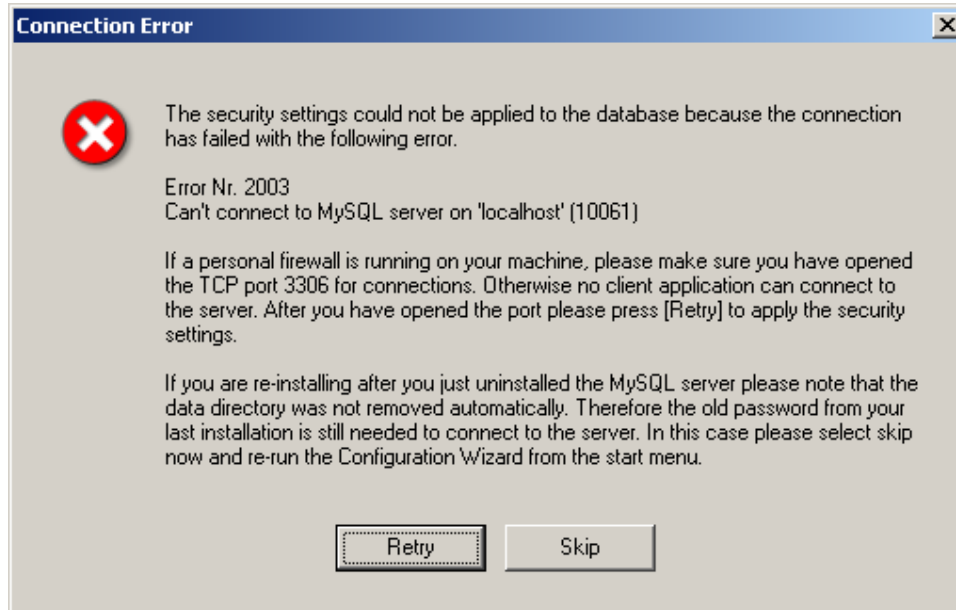 Connection Error
The security settings could not be applied to the database because the connection
has failed with the following error.
Error Nr. 2003
Can't connect to MySQL server on 'localhost' (10061)
If a personal firewall is running on your machine, please make sure you have opened
the TCP port 3306 for connections. Otherwise no client application can connect to
the server. After you have opened the port please press [Retry] to apply the security
settings.
If you are re-installing after you just uninstalled the MySQL server please note that the
data directory was not removed automatically. Therefore the old password from your
last installation is still needed to connect to the server. In this case please select skip
now and re-run the Configuration Wizard from the start menu.
Retry
Skip